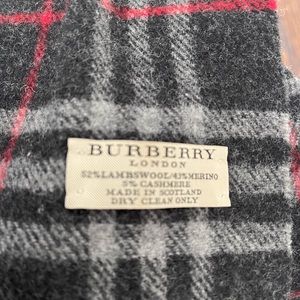 BURBERRY
LONDON
52%LAMBSWOOL/43%MERINO
5% CASHMERE
MADE IN SCOTLAND
DRY CLEAN ONLY